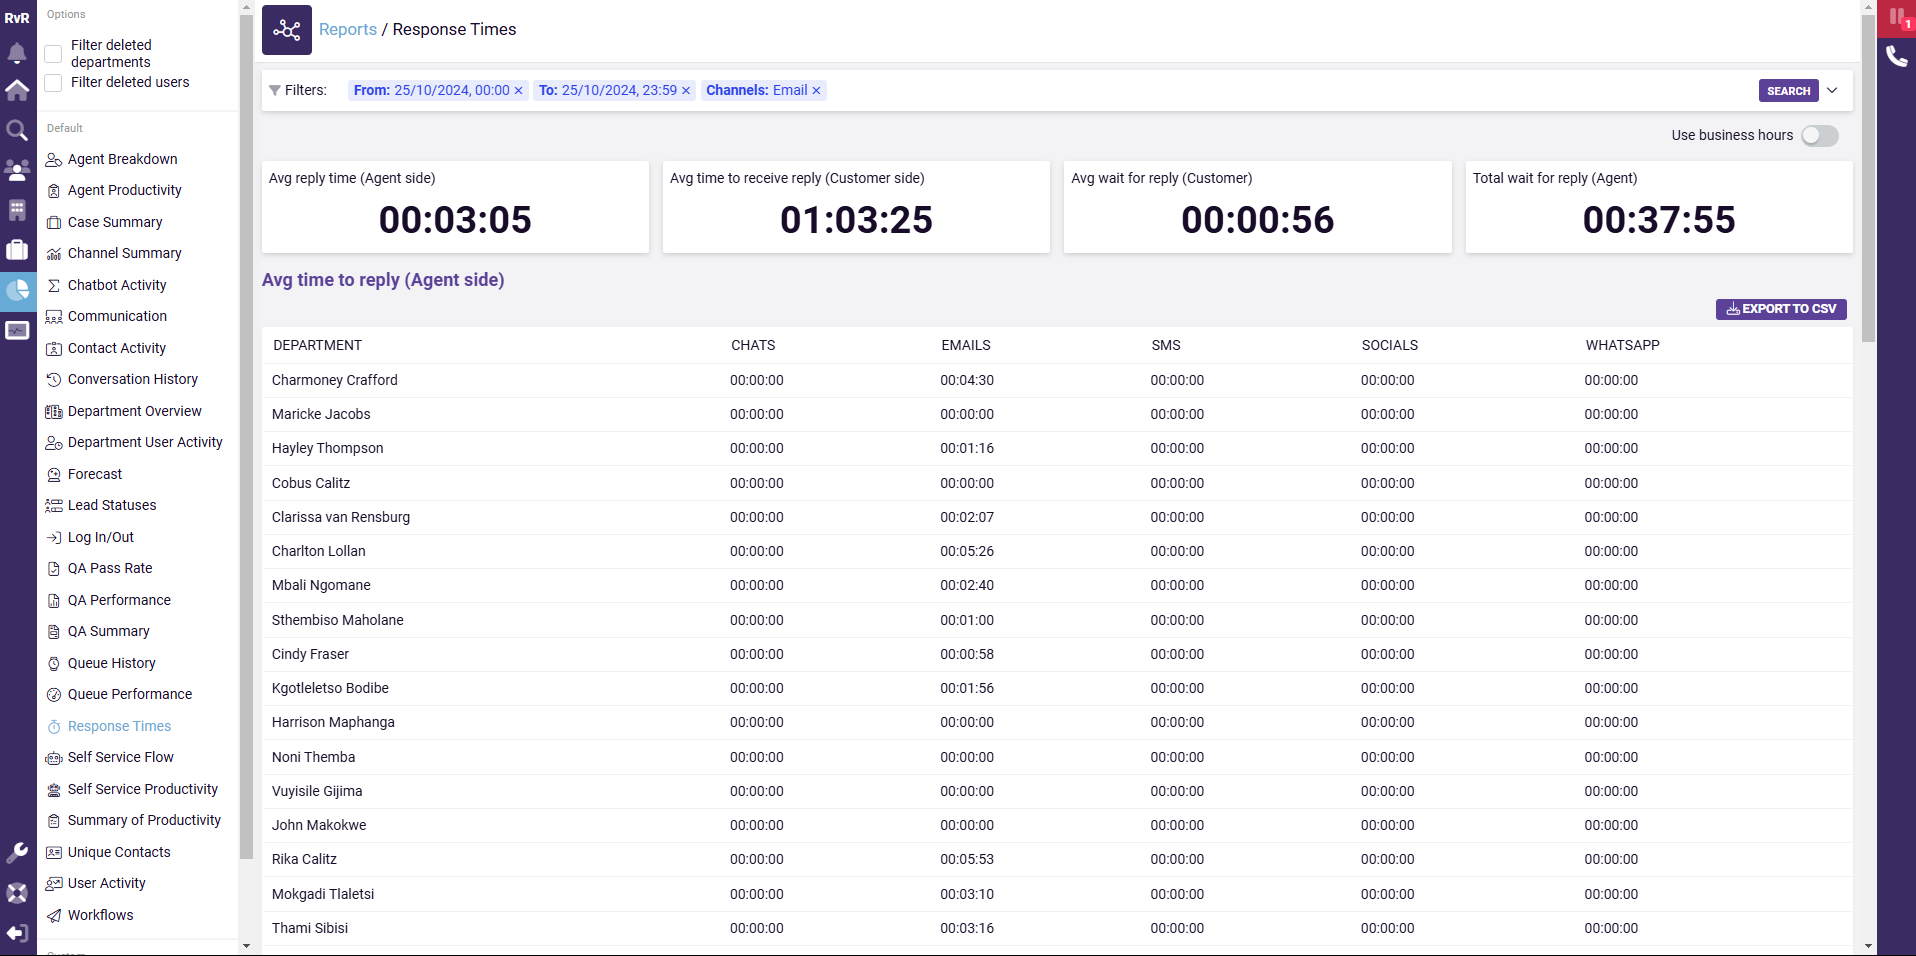 RvR
Options
Filter deleted
departments
Filter deleted users
Default
Agent Breakdown
Agent Productivity
Case Summary
Channel Summary
Chatbot Activity
Communication
Contact Activity
Conversation History
Department Overview
Department User Activity
Forecast
Lead Statuses
Log In/Out
QA Pass Rate
QA Performance
QA Summary
Queue History
Queue Performance
Response Times
Self Service Flow
Self Service Productivity
Summary of Productivity
Unique Contacts
User Activity
Workflows
Reports / Response Times
1
Filters: From: 25/10/2024, 00:00 × To: 25/10/2024, 23:59 × Channels: Email × SEARCH
Use business hours
Avg reply time (Agent side) Avg time to receive reply (Customer side) Avg wait for reply (Customer) Total wait for reply (Agent)
00:03:05 01:03:25 00:00:56 00:37:55
Avg time to reply (Agent side)
EXPORT TO CSV
DEPARTMENT CHATS EMAILS SMS SOCIALS WHATSAPP
Charmoney Crafford 00:00:00 00:04:30 00:00:00 00:00:00 00:00:00
Maricke Jacobs 00:00:00 00:00:00 00:00:00 00:00:00 00:00:00
Hayley Thompson 00:00:00 00:01:16 00:00:00 00:00:00 00:00:00
Cobus Calitz 00:00:00 00:00:00 00:00:00 00:00:00 00:00:00
Clarissa van Rensburg 00:00:00 00:02:07 00:00:00 00:00:00 00:00:00
Charlton Lollan 00:00:00 00:05:26 00:00:00 00:00:00 00:00:00
Mbali Ngomane 00:00:00 00:02:40 00:00:00 00:00:00 00:00:00
Sthembiso Maholane 00:00:00 00:01:00 00:00:00 00:00:00 00:00:00
Cindy Fraser 00:00:00 00:00:58 00:00:00 00:00:00 00:00:00
Kgotleletso Bodibe 00:00:00 00:01:56 00:00:00 00:00:00 00:00:00
Harrison Maphanga 00:00:00 00:00:00 00:00:00 00:00:00 00:00:00
Noni Themba 00:00:00 00:00:00 00:00:00 00:00:00 00:00:00
Vuyisile Gijima 00:00:00 00:00:00 00:00:00 00:00:00 00:00:00
John Makokwe 00:00:00 00:00:00 00:00:00 00:00:00 00:00:00
Rika Calitz 00:00:00 00:05:53 00:00:00 00:00:00 00:00:00
Mokgadi Tlaletsi 00:00:00 00:03:10 00:00:00 00:00:00 00:00:00
Thami Sibisi 00:00:00 00:03:16 00:00:00 00:00:00 00:00:00